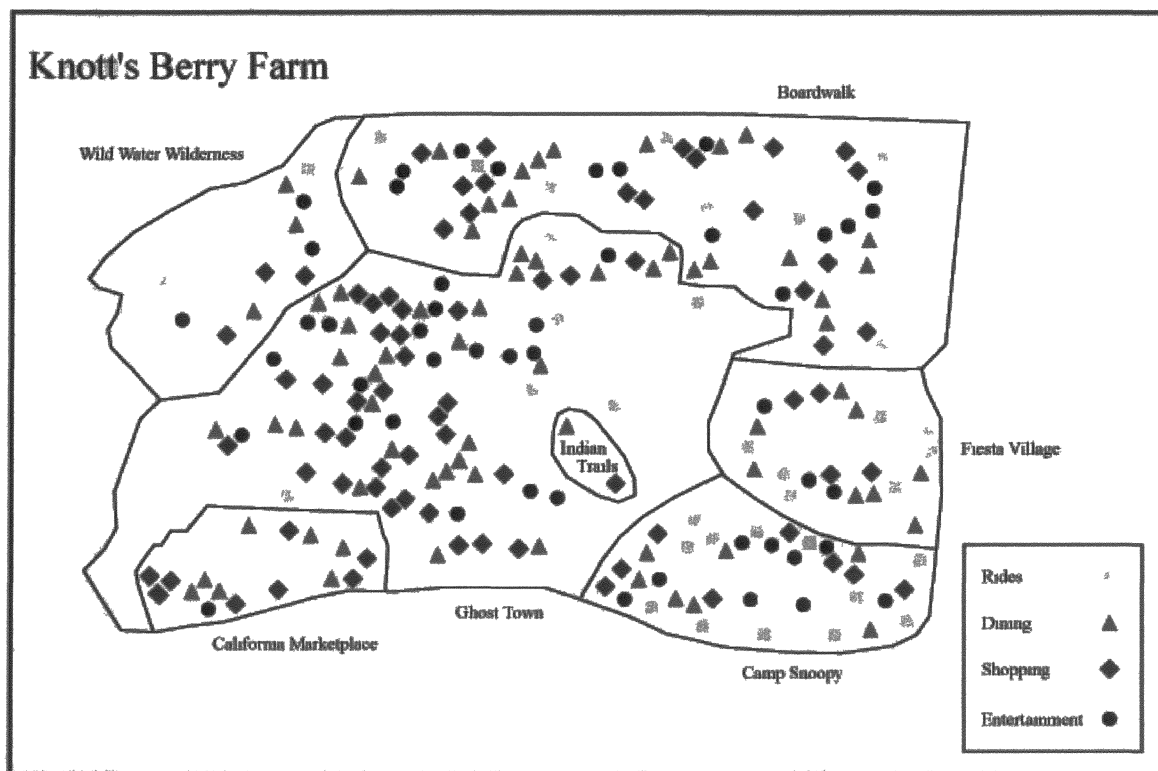 Knott's Berry Farm
Boardwalk
Wild Water Wilderness
Indian
Trails
Fiesta Village
Rides
Dining
Ghost Town
Shopping
California Marketplace
Camp Snoopy
Entertainment